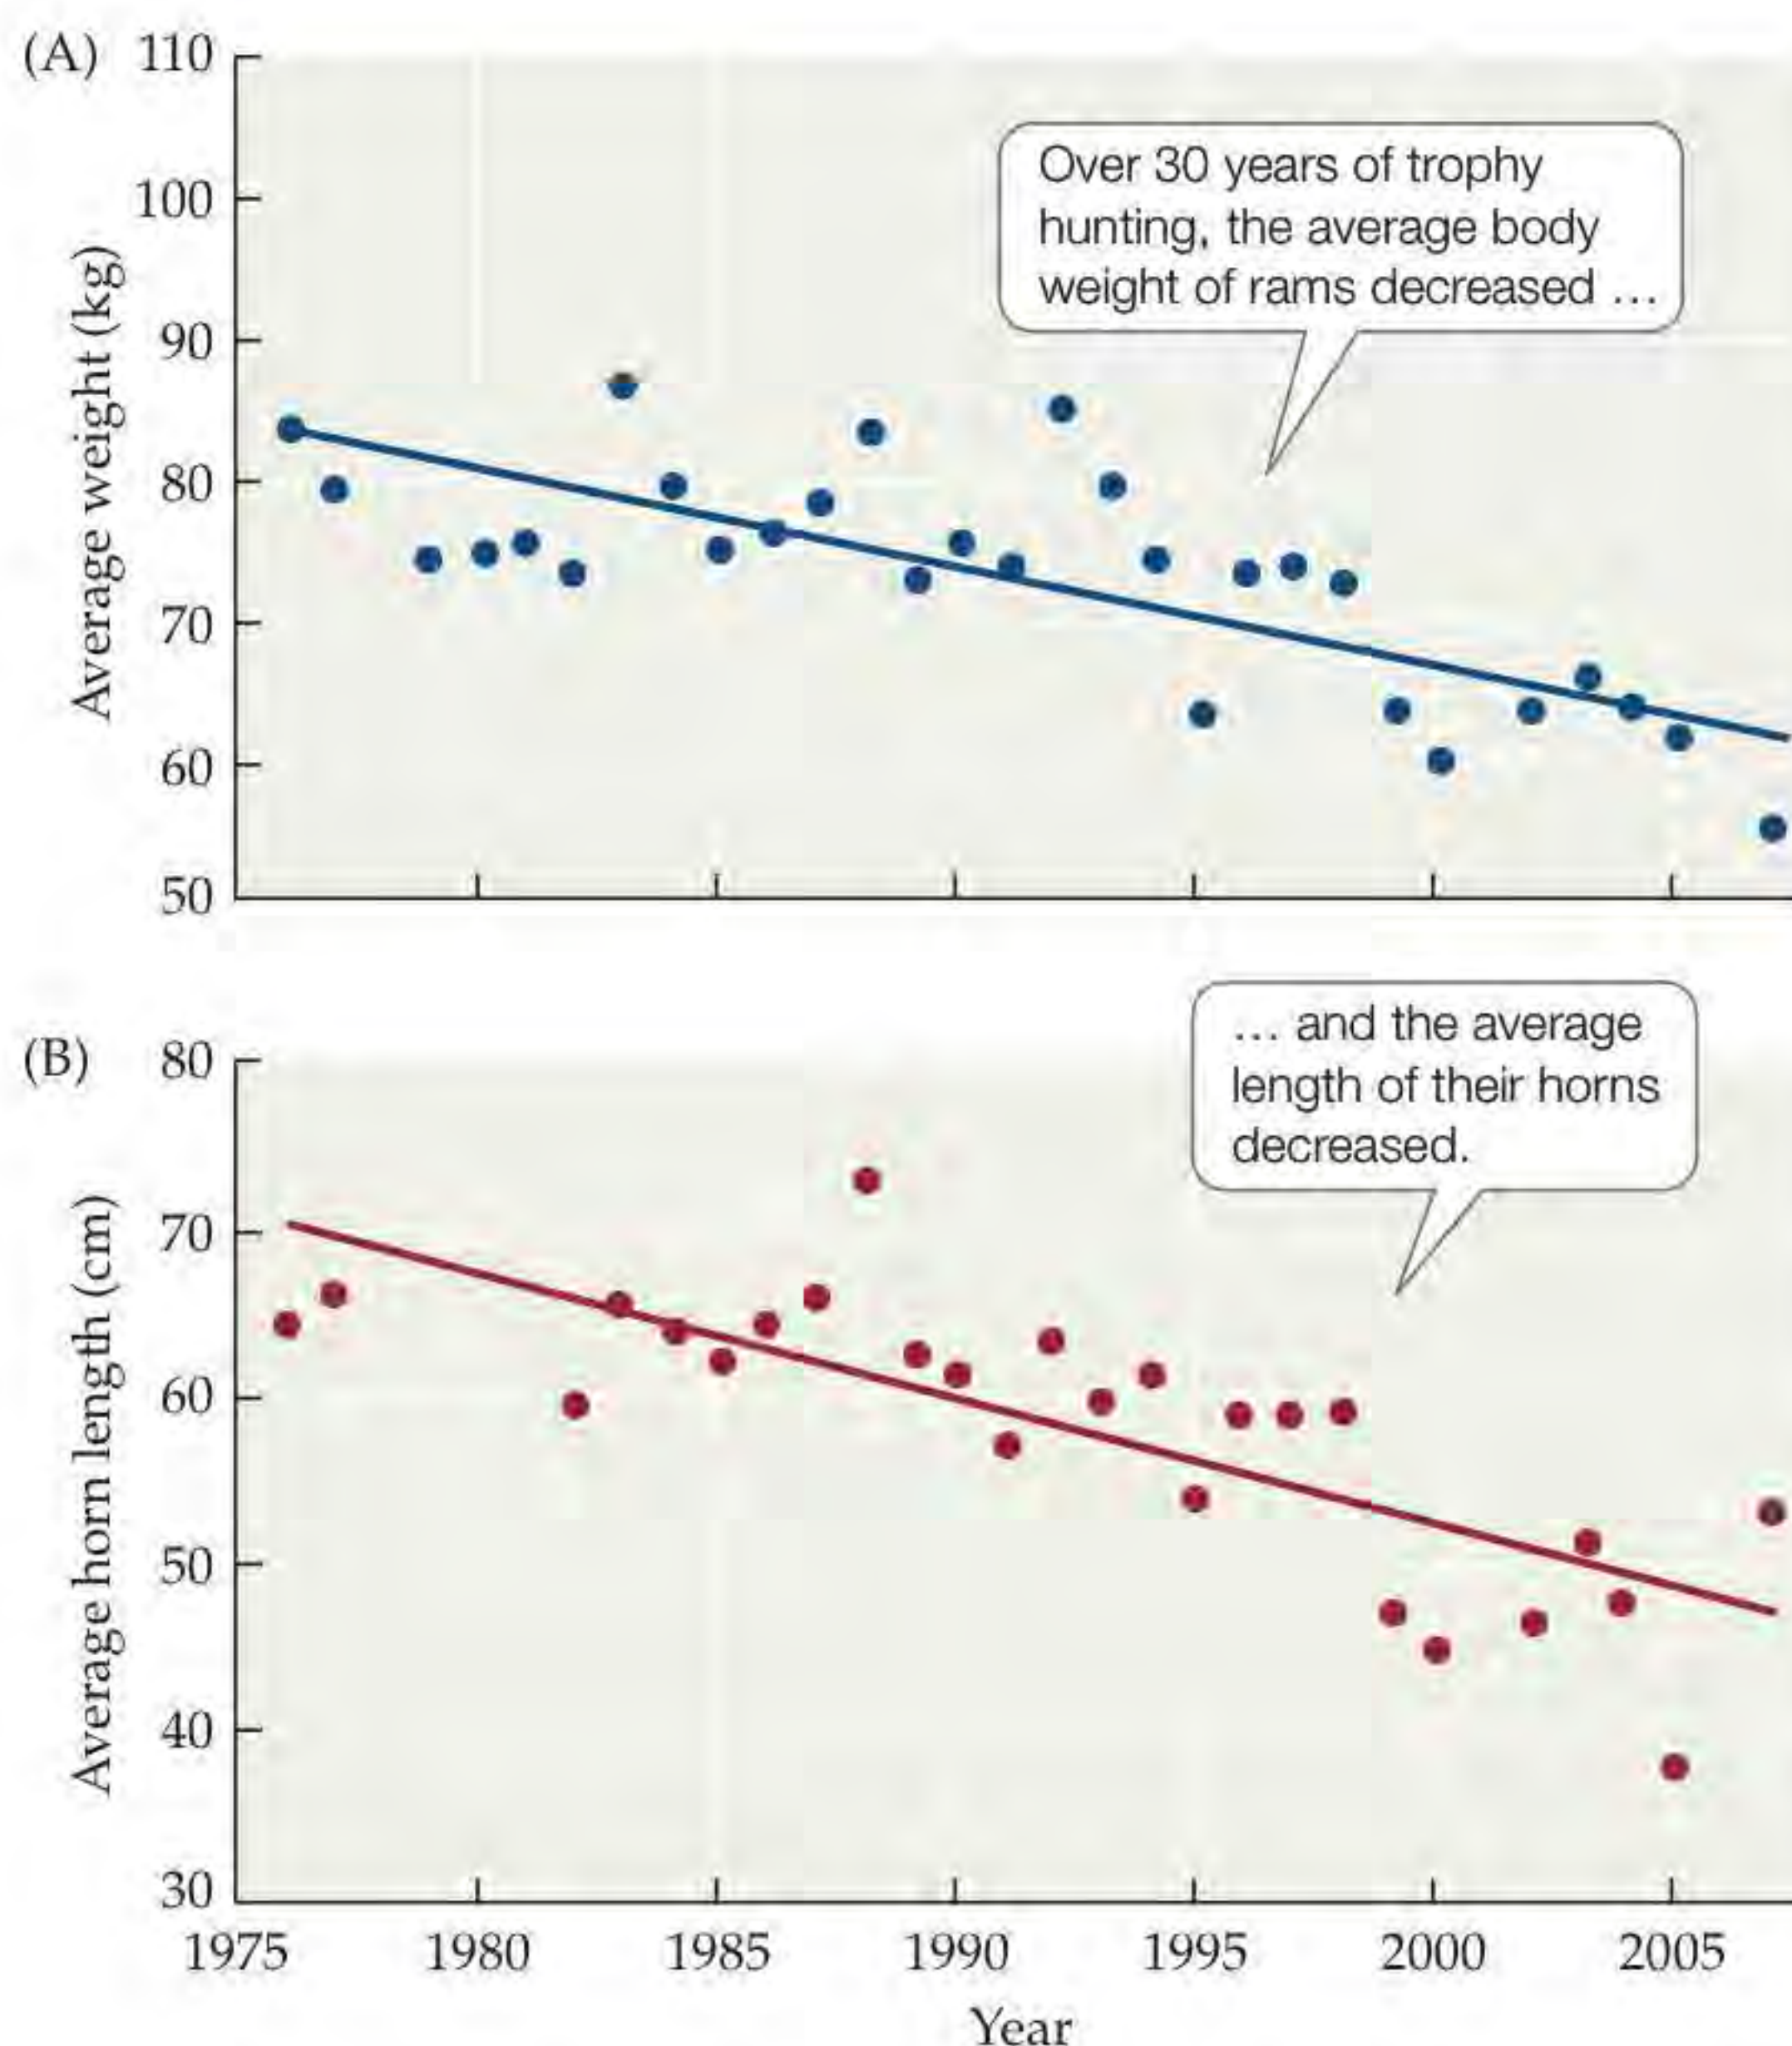 (A)
110
100
90
80
70
60
50
Average weight (kg)
Over 30 years of trophy
hunting, the average body
weight of rams decreased …
(B)
80
70
60
50
40
30
Average horn length (cm)
… and the average
length of their horns
decreased.
1975 1980 1985 1990 1995 2000 2005
Year